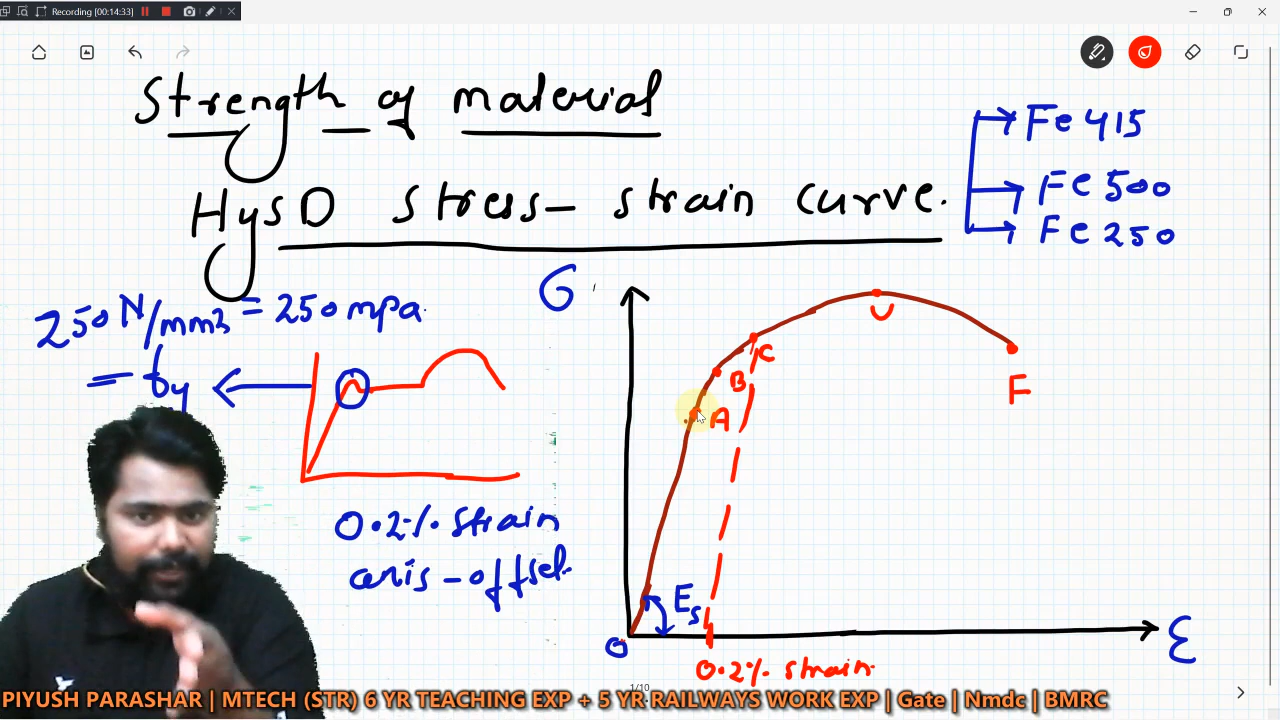 Recording [00:14:33]
Strength of material
HYSD stress- strain curve.
Fe 415
Fe 500
Fe 250
250 N/mm2 = 250 mpa
= fy
σ
U
C
B
A
F
0.2% strain
axis-offset
Es
O
ε
0.2% strain
1/10
PIYUSH PARASHAR | MTECH (STR) 6 YR TEACHING EXP + 5 YR RAILWAYS WORK EXP | Gate | Nmdc | BMRC